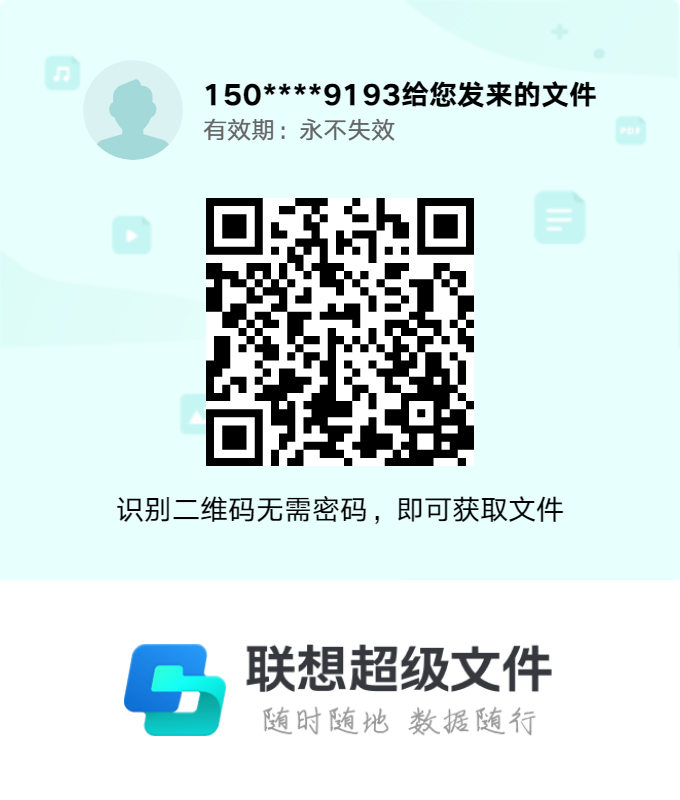 150****9193给您发来的文件
有效期：永不失效
PDF
识别二维码无需密码，即可获取文件
联想超级文件
随时随地 数据随行